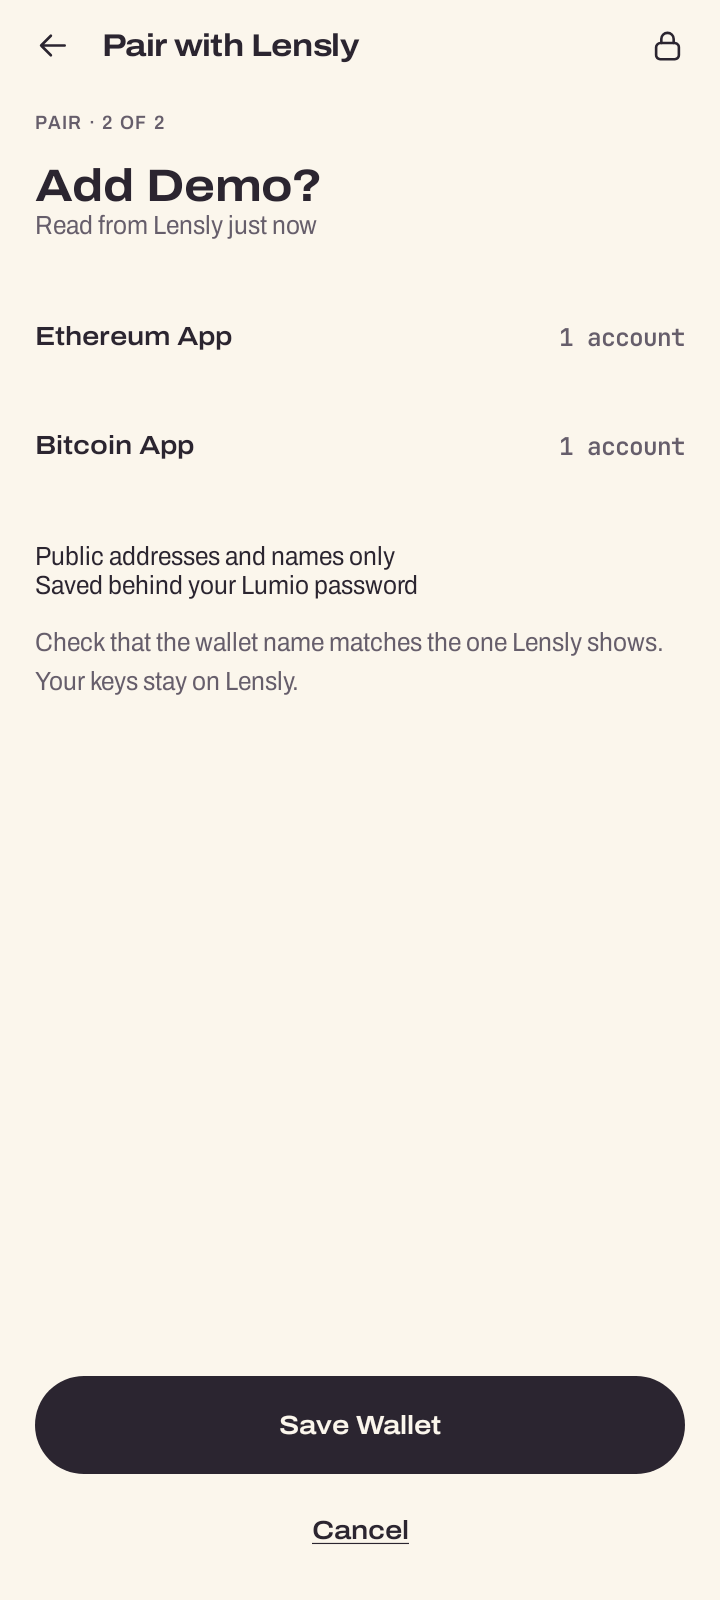 Pair with Lensly
PAIR · 2 OF 2
Add Demo?
Read from Lensly just now
Ethereum App 1 account
Bitcoin App 1 account
Public addresses and names only
Saved behind your Lumio password
Check that the wallet name matches the one Lensly shows.
Your keys stay on Lensly.
Save Wallet
Cancel